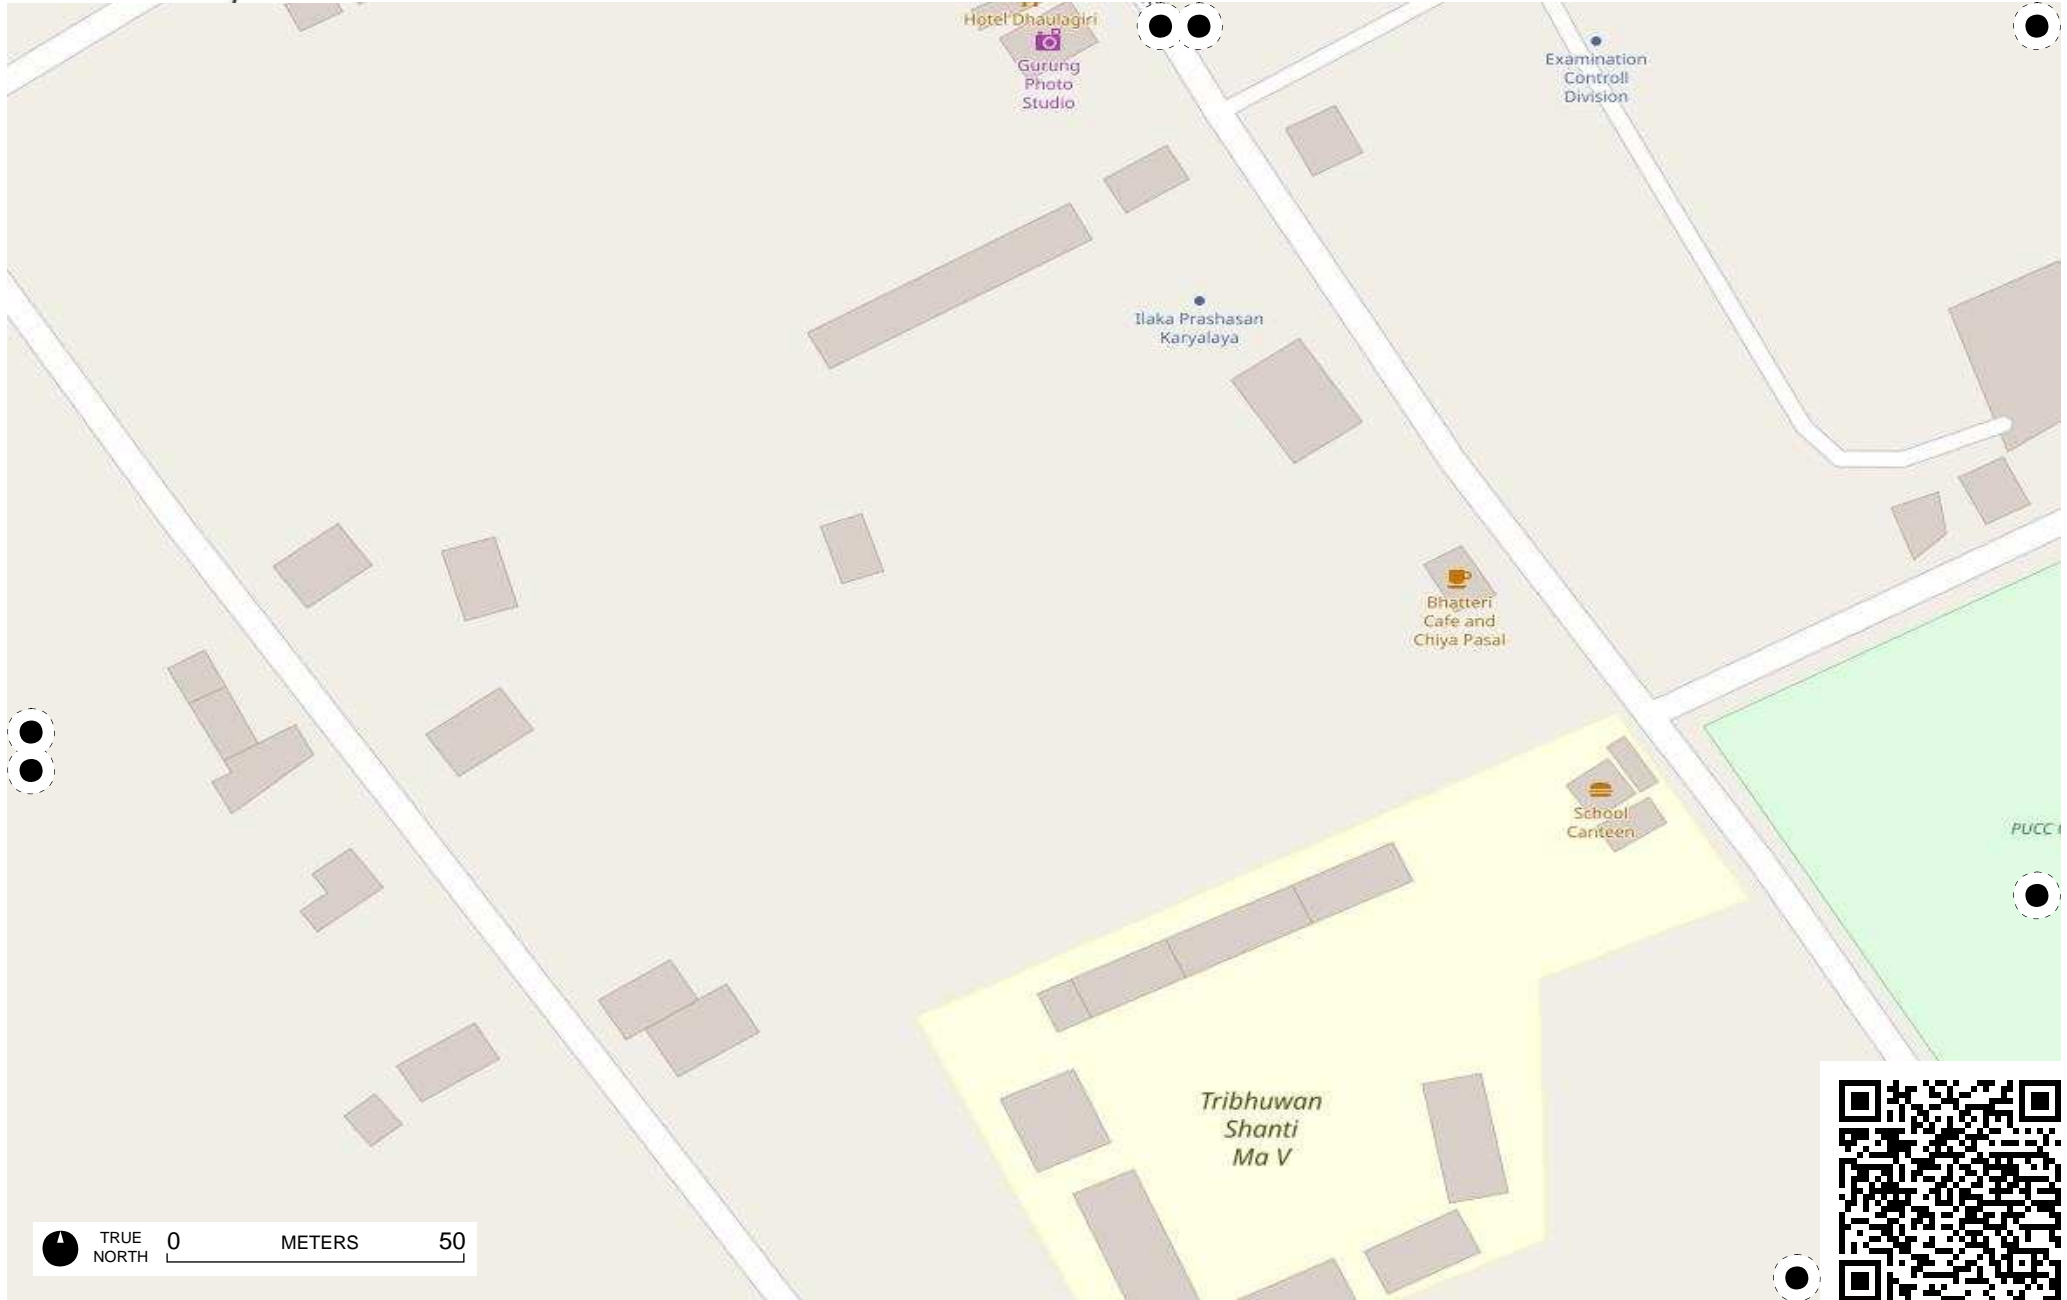 Hotel Dhaulagiri
Gurung
Photo
Studio
Examination
Controll
Division
Ilaka Prashasan
Karyalaya
Bhatteri
Cafe and
Chiya Pasal
School
Canteen
PUCC
Tribhuwan
Shanti
Ma V
TRUE
NORTH
0 METERS 50